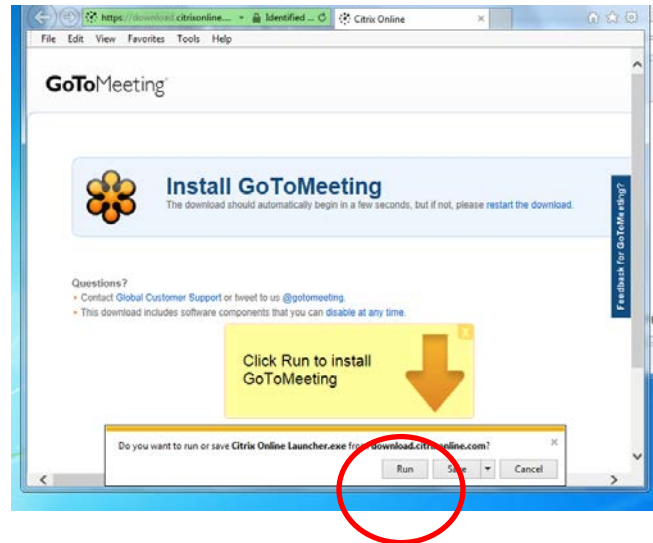 https://download.citrixonline.... Identified ... Citrix Online
File Edit View Favorites Tools Help
GoToMeeting
Install GoToMeeting
The download should automatically begin in a few seconds, but if not, please restart the download.
Feedback for GoToMeeting?
Questions?
• Contact Global Customer Support or tweet to us @gotomeeting.
• This download includes software components that you can disable at any time.
X
Click Run to install
GoToMeeting
Do you want to run or save Citrix Online Launcher.exe from download.citrixonline.com?
Run Save Cancel